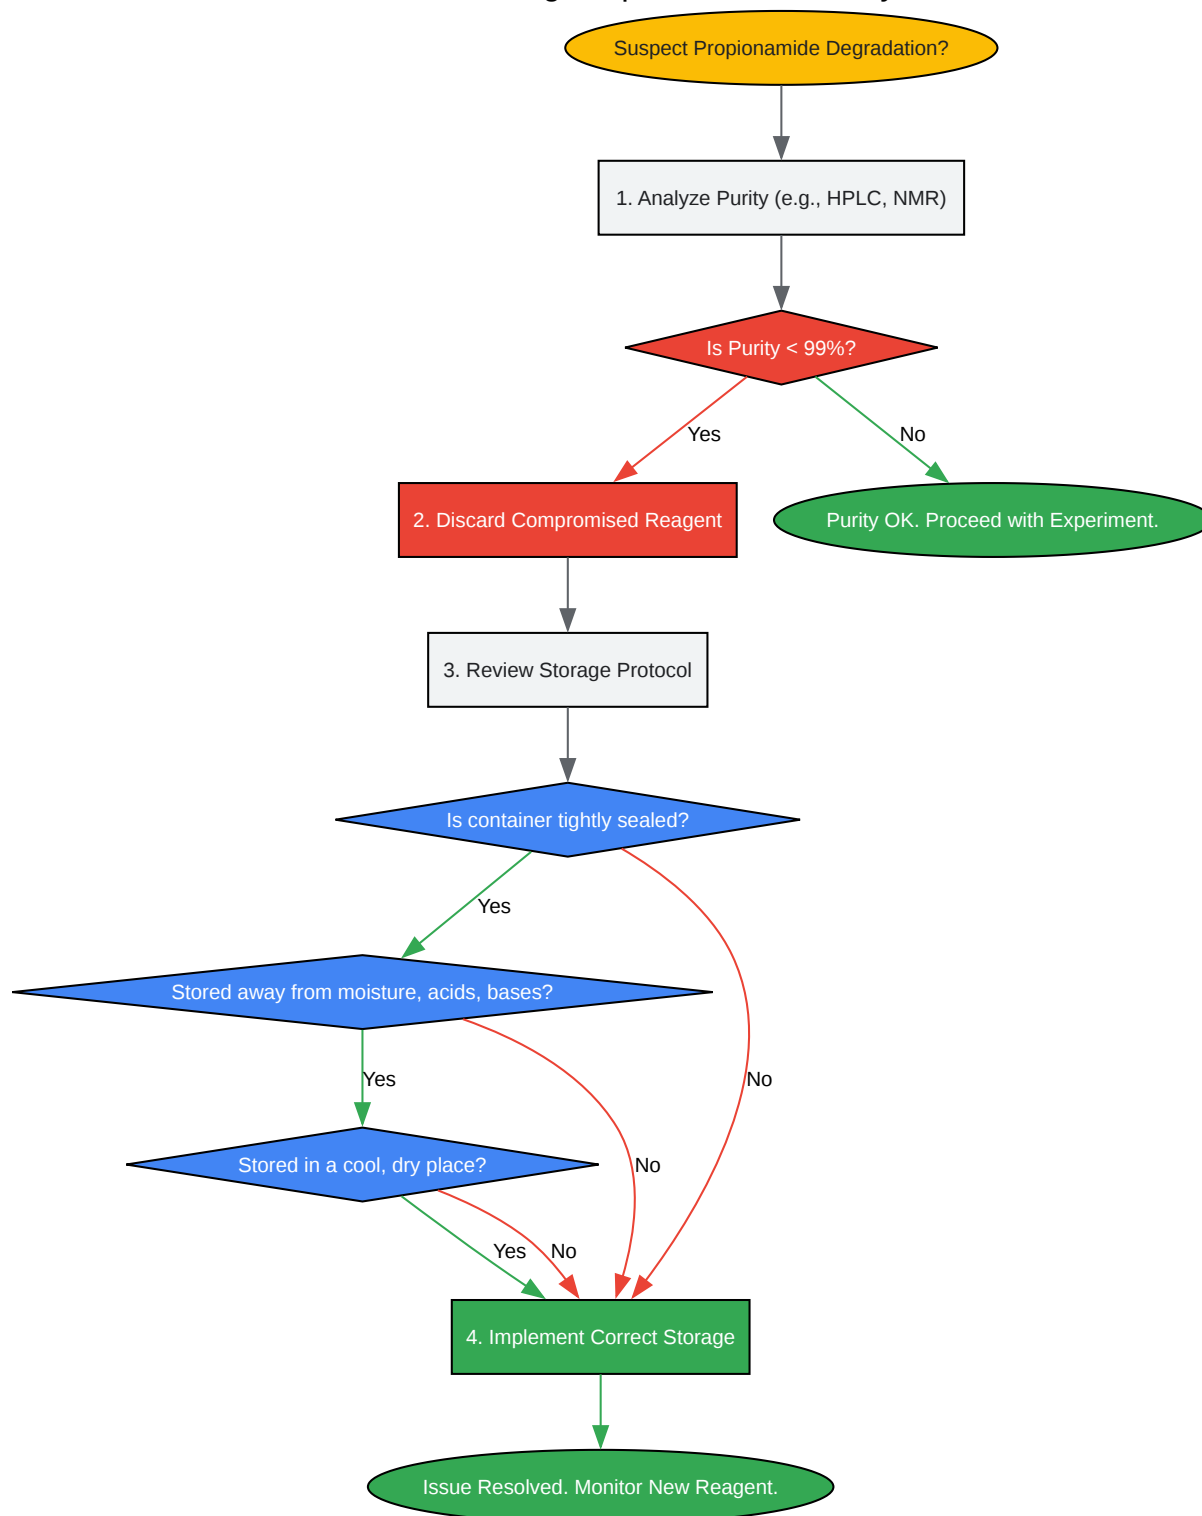 Suspect Propionamide Degradation?
1. Analyze Purity (e.g., HPLC, NMR)
Is Purity < 99%?
Yes
No
2. Discard Compromised Reagent
Purity OK. Proceed with Experiment.
3. Review Storage Protocol
Is container tightly sealed?
Yes
Stored away from moisture, acids, bases?
Yes
No
Stored in a cool, dry place?
No
Yes
No
4. Implement Correct Storage
Issue Resolved. Monitor New Reagent.